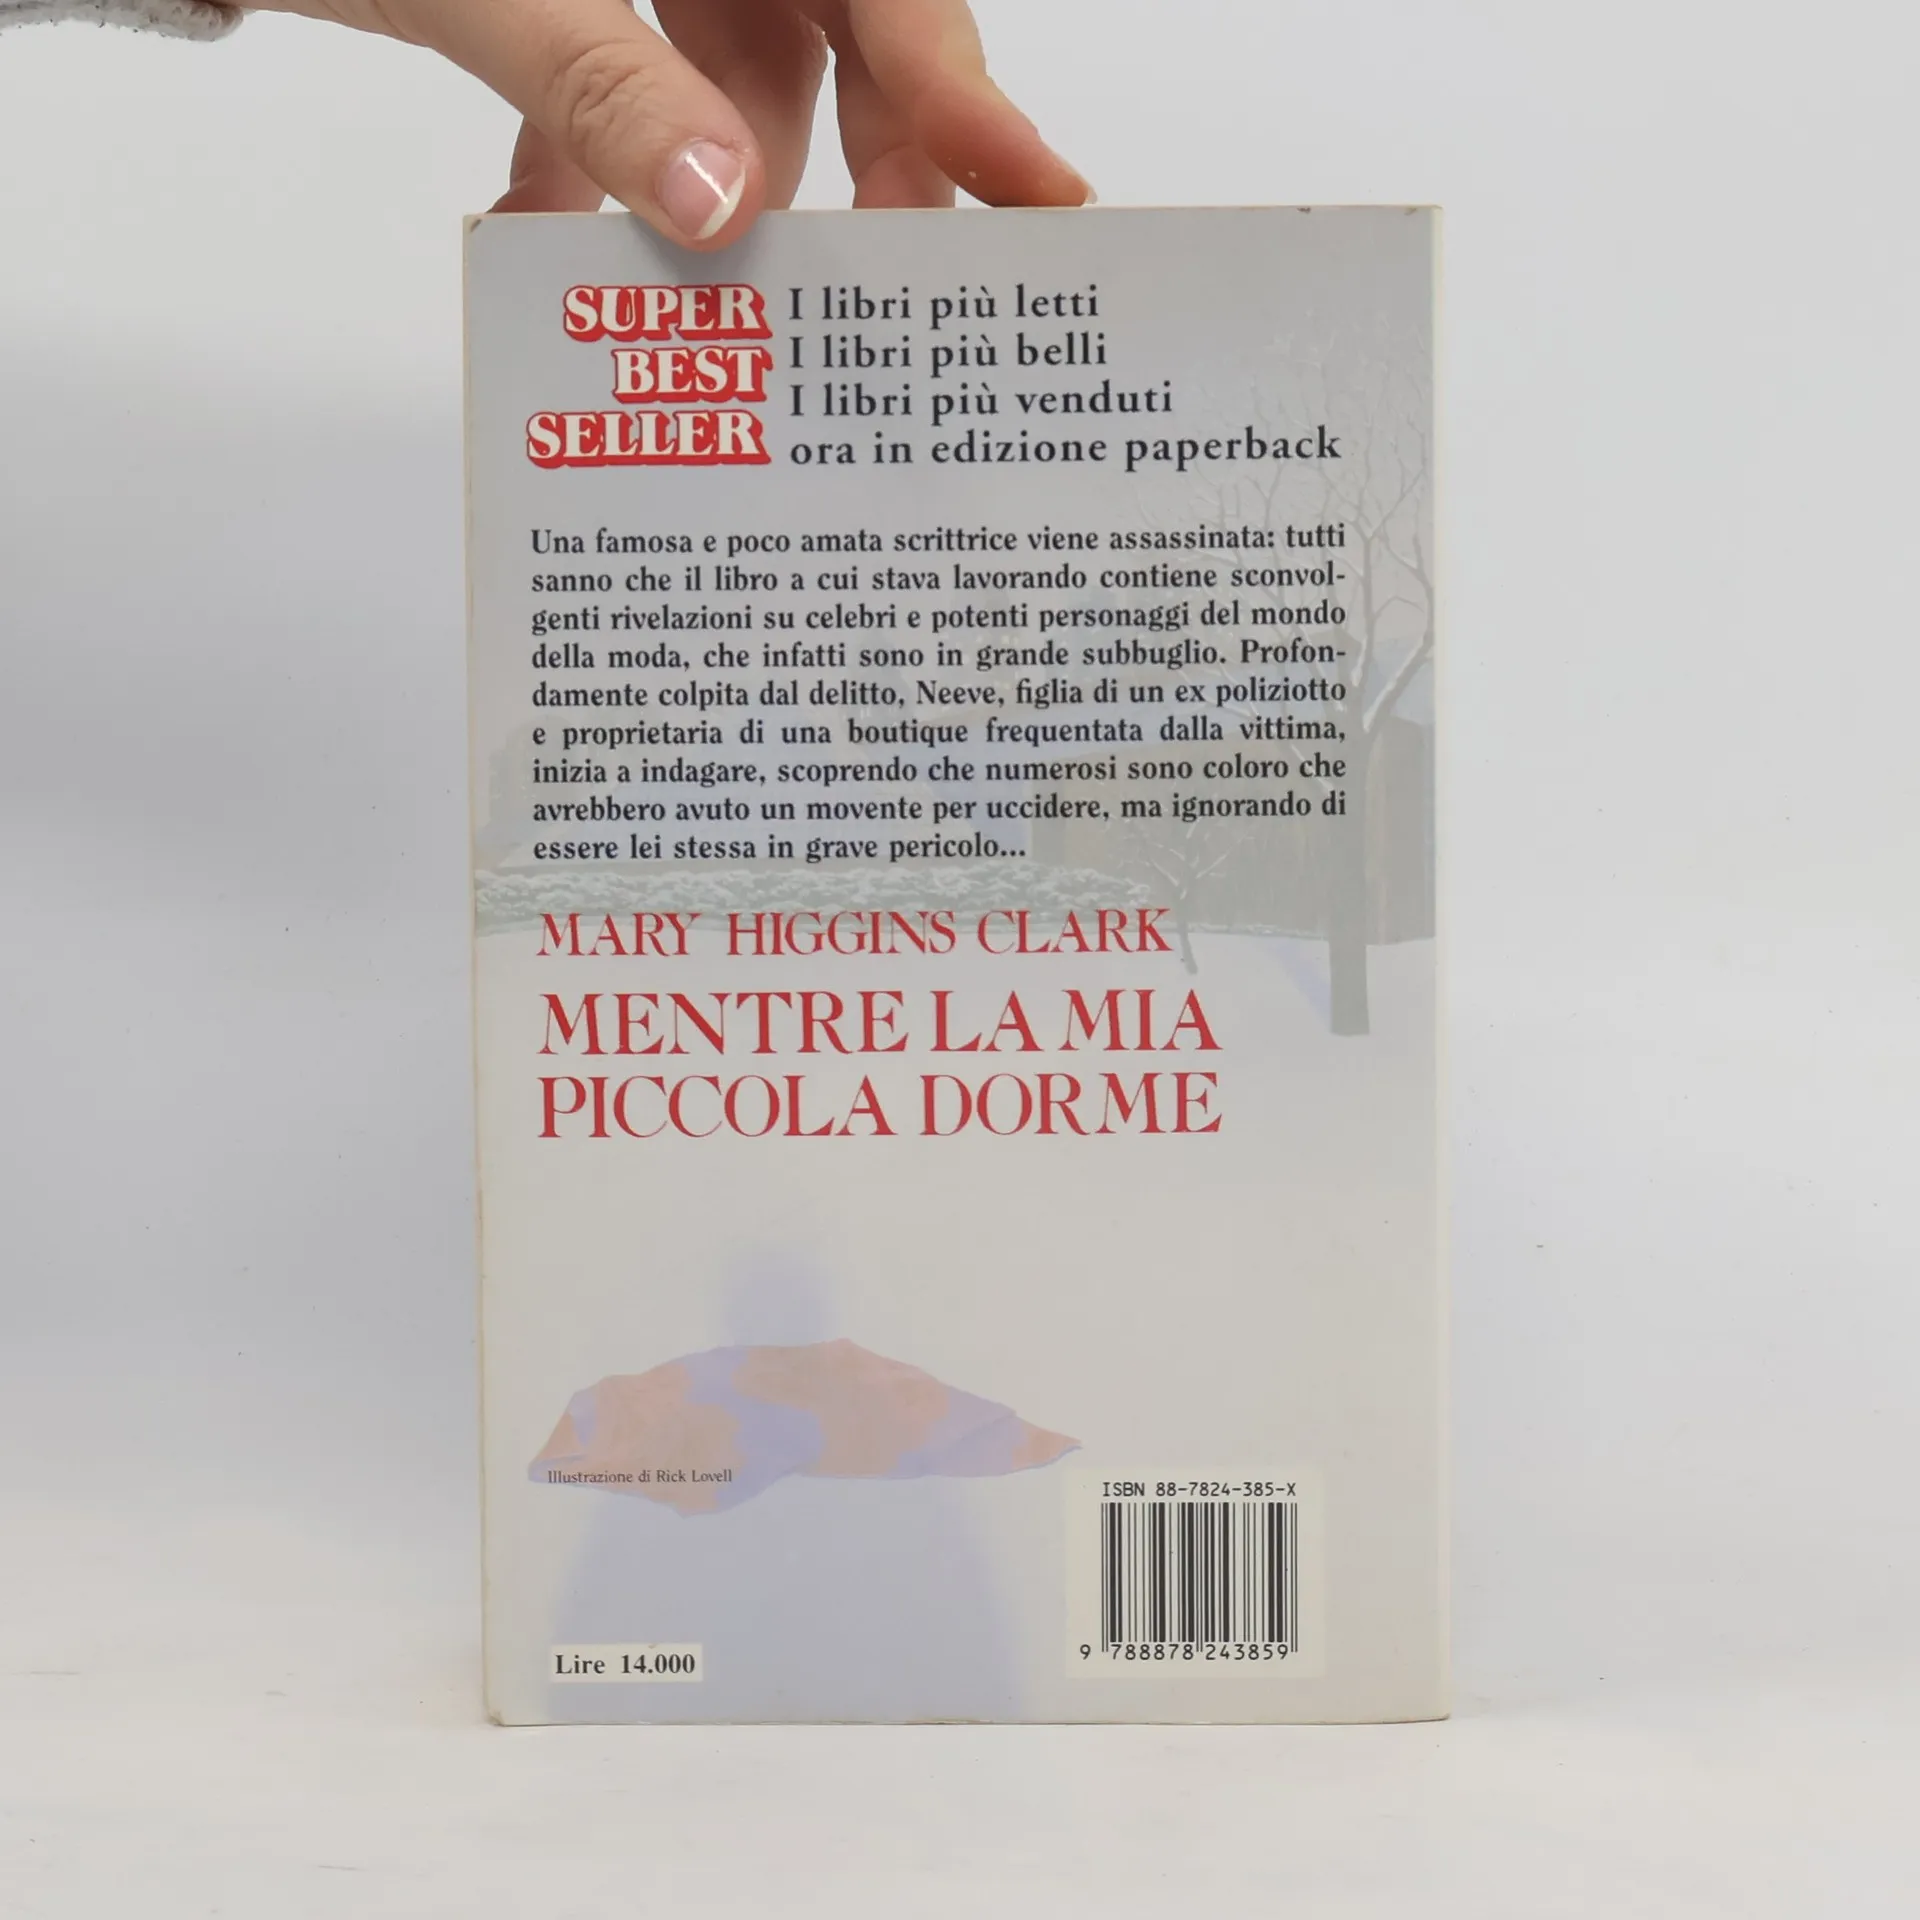 SUPER
BEST
SELLER
I libri più letti
I libri più belli
I libri più venduti
ora in edizione paperback
Una famosa e poco amata scrittrice viene assassinata: tutti
sanno che il libro a cui stava lavorando contiene sconvol-
genti rivelazioni su celebri e potenti personaggi del mondo
della moda, che infatti sono in grande subbuglio. Profon-
damente colpita dal delitto, Neeve, figlia di un ex poliziotto
e proprietaria di una boutique frequentata dalla vittima,
inizia a indagare, scoprendo che numerosi sono coloro che
avrebbero avuto un movente per uccidere, ma ignorando di
essere lei stessa in grave pericolo...
MARY HIGGINS CLARK
MENTRE LA MIA
PICCOLA DORME
Illustrazione di Rick Lovell
ISBN 88-7824-385-X
9 788878 243859
Lire 14.000